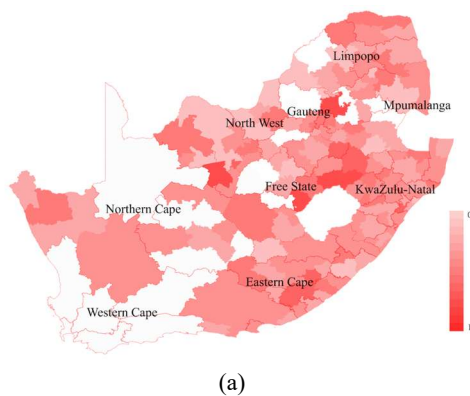 Limpopo
Gauteng
Mpumalanga
North West
Free State
KwaZulu-Natal
Northern Cape
Eastern Cape
Western Cape
(a)